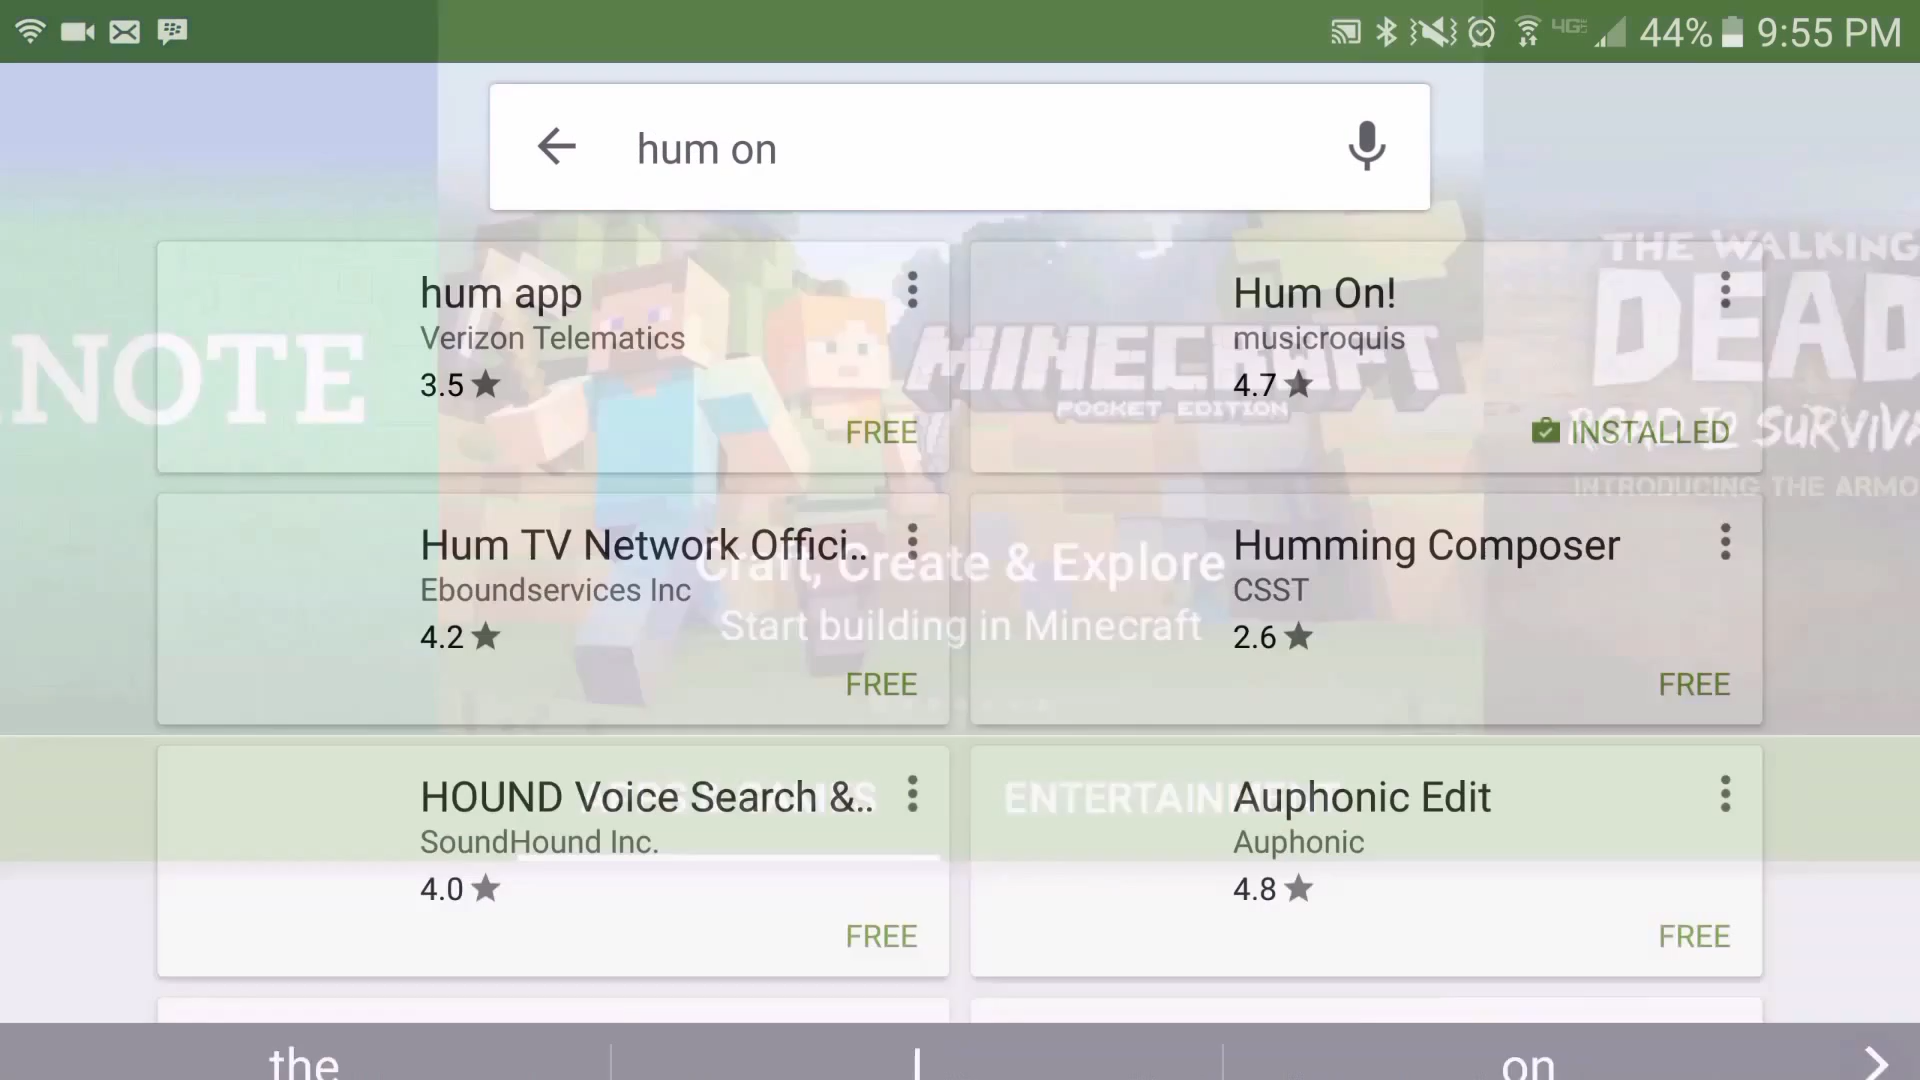 44% 9:55 PM
hum on
hum app
Verizon Telematics
3.5
FREE
Hum On!
musicroquis
4.7
INSTALLED
NOTE
MINECRAFT
POCKET EDITION
THE WALKING
DEAD
ROAD TO SURVIVA
INTRODUCING THE ARMO
Hum TV Network Offici..
Eboundservices Inc
4.2
FREE
Humming Composer
CSST
2.6
FREE
Craft, Create & Explore
Start building in Minecraft
HOUND Voice Search &..
SoundHound Inc.
4.0
FREE
Auphonic Edit
Auphonic
4.8
FREE
the
I
on